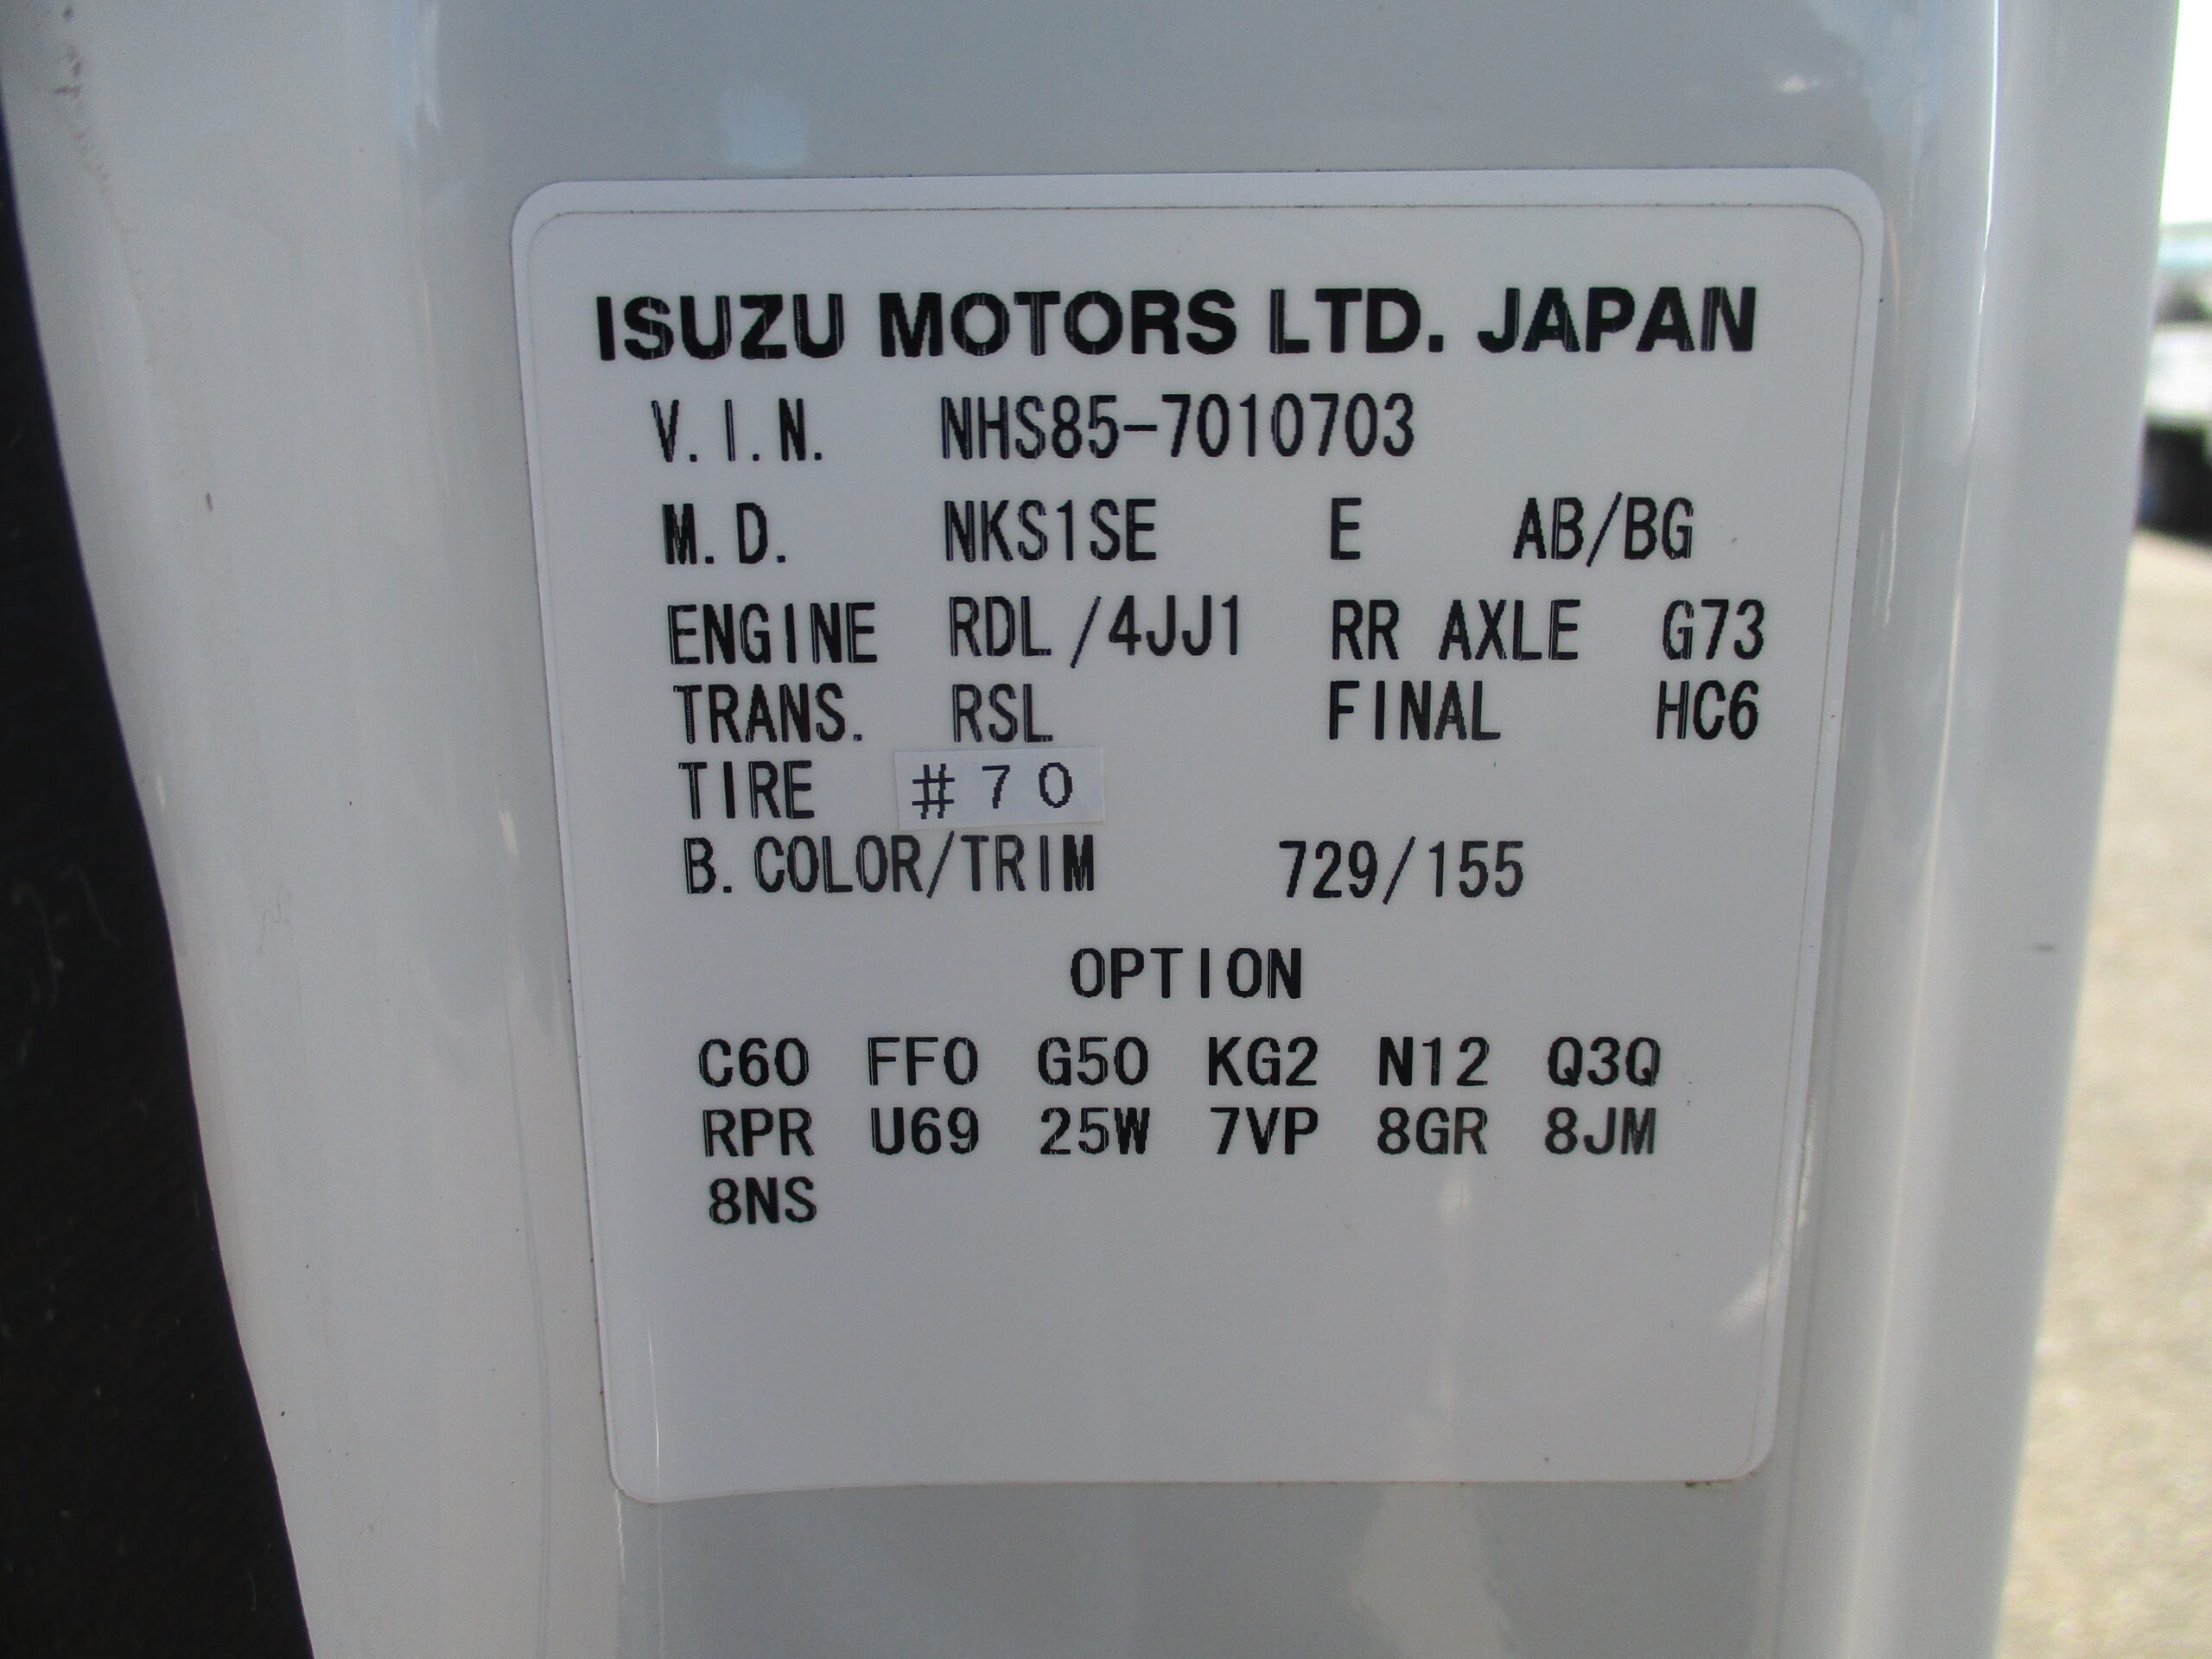 ISUZU MOTORS LTD. JAPAN
V.I.N. NHS85-7010703
M.D. NKS1SE E AB/BG
ENGINE RDL/4JJ1 RR AXLE G73
TRANS. RSL FINAL HC6
TIRE #70
B.COLOR/TRIM 729/155
OPTION
C60 FF0 G50 KG2 N12 Q3Q
RPR U69 25W 7VP 8GR 8JM
8NS